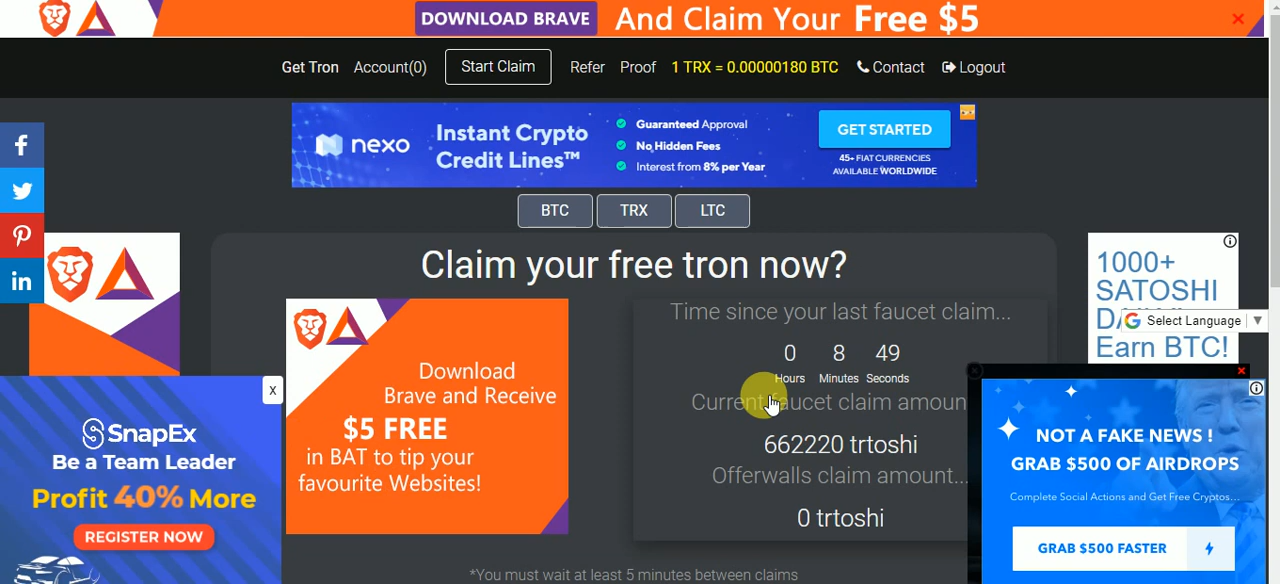 DOWNLOAD BRAVE And Claim Your Free $5
Get Tron Account(0) Start Claim Refer Proof 1 TRX = 0.00000180 BTC Contact Logout
nexo
Instant Crypto
Credit Lines™
Guaranteed Approval
No Hidden Fees
Interest from 8% per Year
GET STARTED
45+ FIAT CURRENCIES
AVAILABLE WORLDWIDE
BTC TRX LTC
Claim your free tron now?
Download
Brave and Receive
$5 FREE
in BAT to tip your
favourite Websites!
Time since your last faucet claim...
0 8 49
Hours Minutes Seconds
Current faucet claim amoun
662220 trtoshi
Offerwalls claim amount...
0 trtoshi
*You must wait at least 5 minutes between claims
1000+
SATOSHI
Earn BTC!
Select Language
X
SnapEx
Be a Team Leader
Profit 40% More
REGISTER NOW
NOT A FAKE NEWS !
GRAB $500 OF AIRDROPS
Complete Social Actions and Get Free Cryptos...
GRAB $500 FASTER